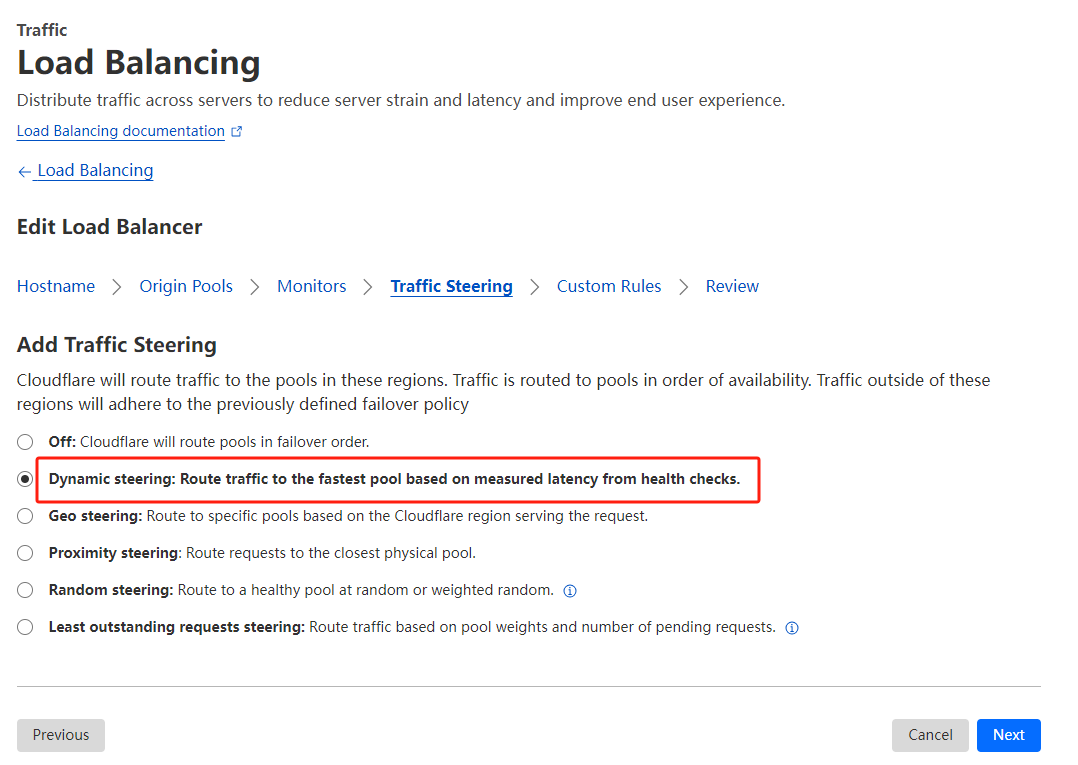 Traffic
Load Balancing
Distribute traffic across servers to reduce server strain and latency and improve end user experience.
Load Balancing documentation
← Load Balancing
Edit Load Balancer
Hostname > Origin Pools > Monitors > Traffic Steering > Custom Rules > Review
Add Traffic Steering
Cloudflare will route traffic to the pools in these regions. Traffic is routed to pools in order of availability. Traffic outside of these
regions will adhere to the previously defined failover policy
Off: Cloudflare will route pools in failover order.
Dynamic steering: Route traffic to the fastest pool based on measured latency from health checks.
Geo steering: Route to specific pools based on the Cloudflare region serving the request.
Proximity steering: Route requests to the closest physical pool.
Random steering: Route to a healthy pool at random or weighted random.
Least outstanding requests steering: Route traffic based on pool weights and number of pending requests.
Previous Cancel Next